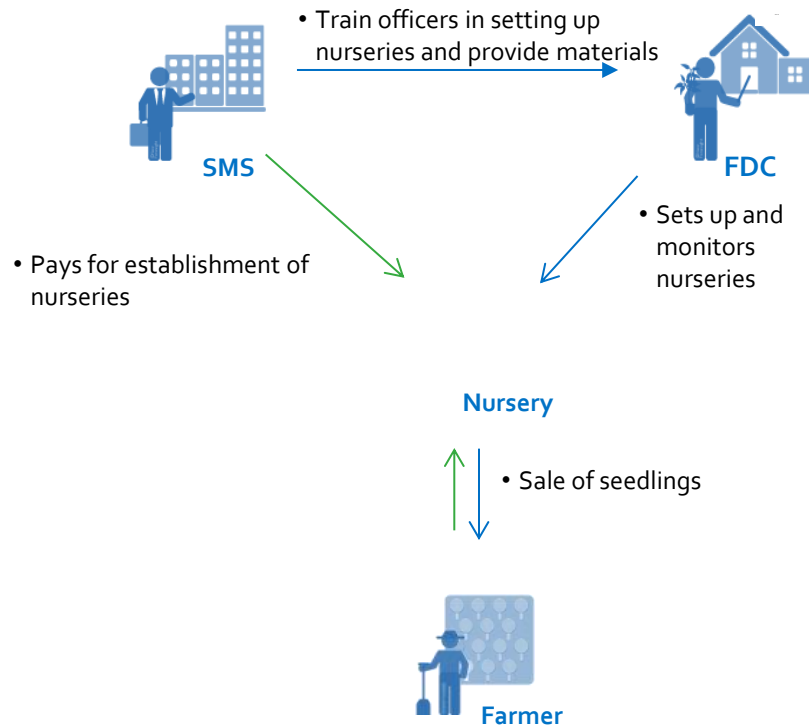 • Train officers in setting up
nurseries and provide materials
SMS
FDC
• Sets up and
monitors
nurseries
• Pays for establishment of
nurseries
Nursery
• Sale of seedlings
Farmer